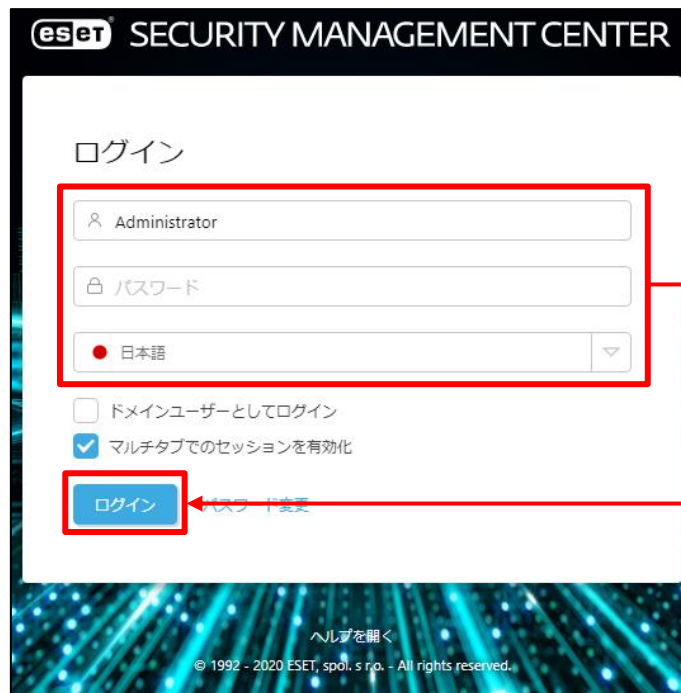 eset SECURITY MANAGEMENT CENTER
ログイン
Administrator
パスワード
日本語
ドメインユーザーとしてログイン
マルチタブでのセッションを有効化
ログイン パスワード変更
ヘルプを開く
© 1992 - 2020 ESET, spol. s r.o. - All rights reserved.